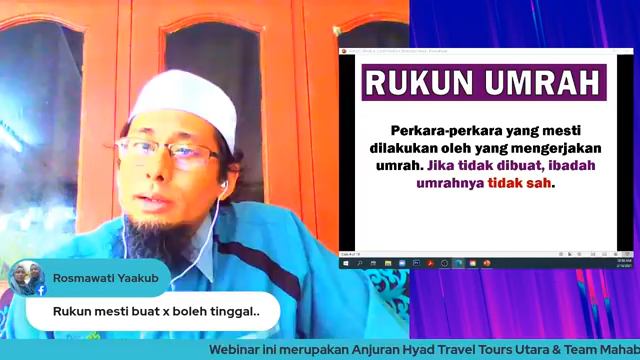 RUKUN UMRAH
Perkara-perkara yang mesti
dilakukan oleh yang mengerjakan
umrah. Jika tidak dibuat, ibadah
umrahnya tidak sah.
Rosmawati Yaakub
Rukun mesti buat x boleh tinggal..
Webinar ini merupakan Anjuran Hyad Travel Tours Utara & Team Mahab